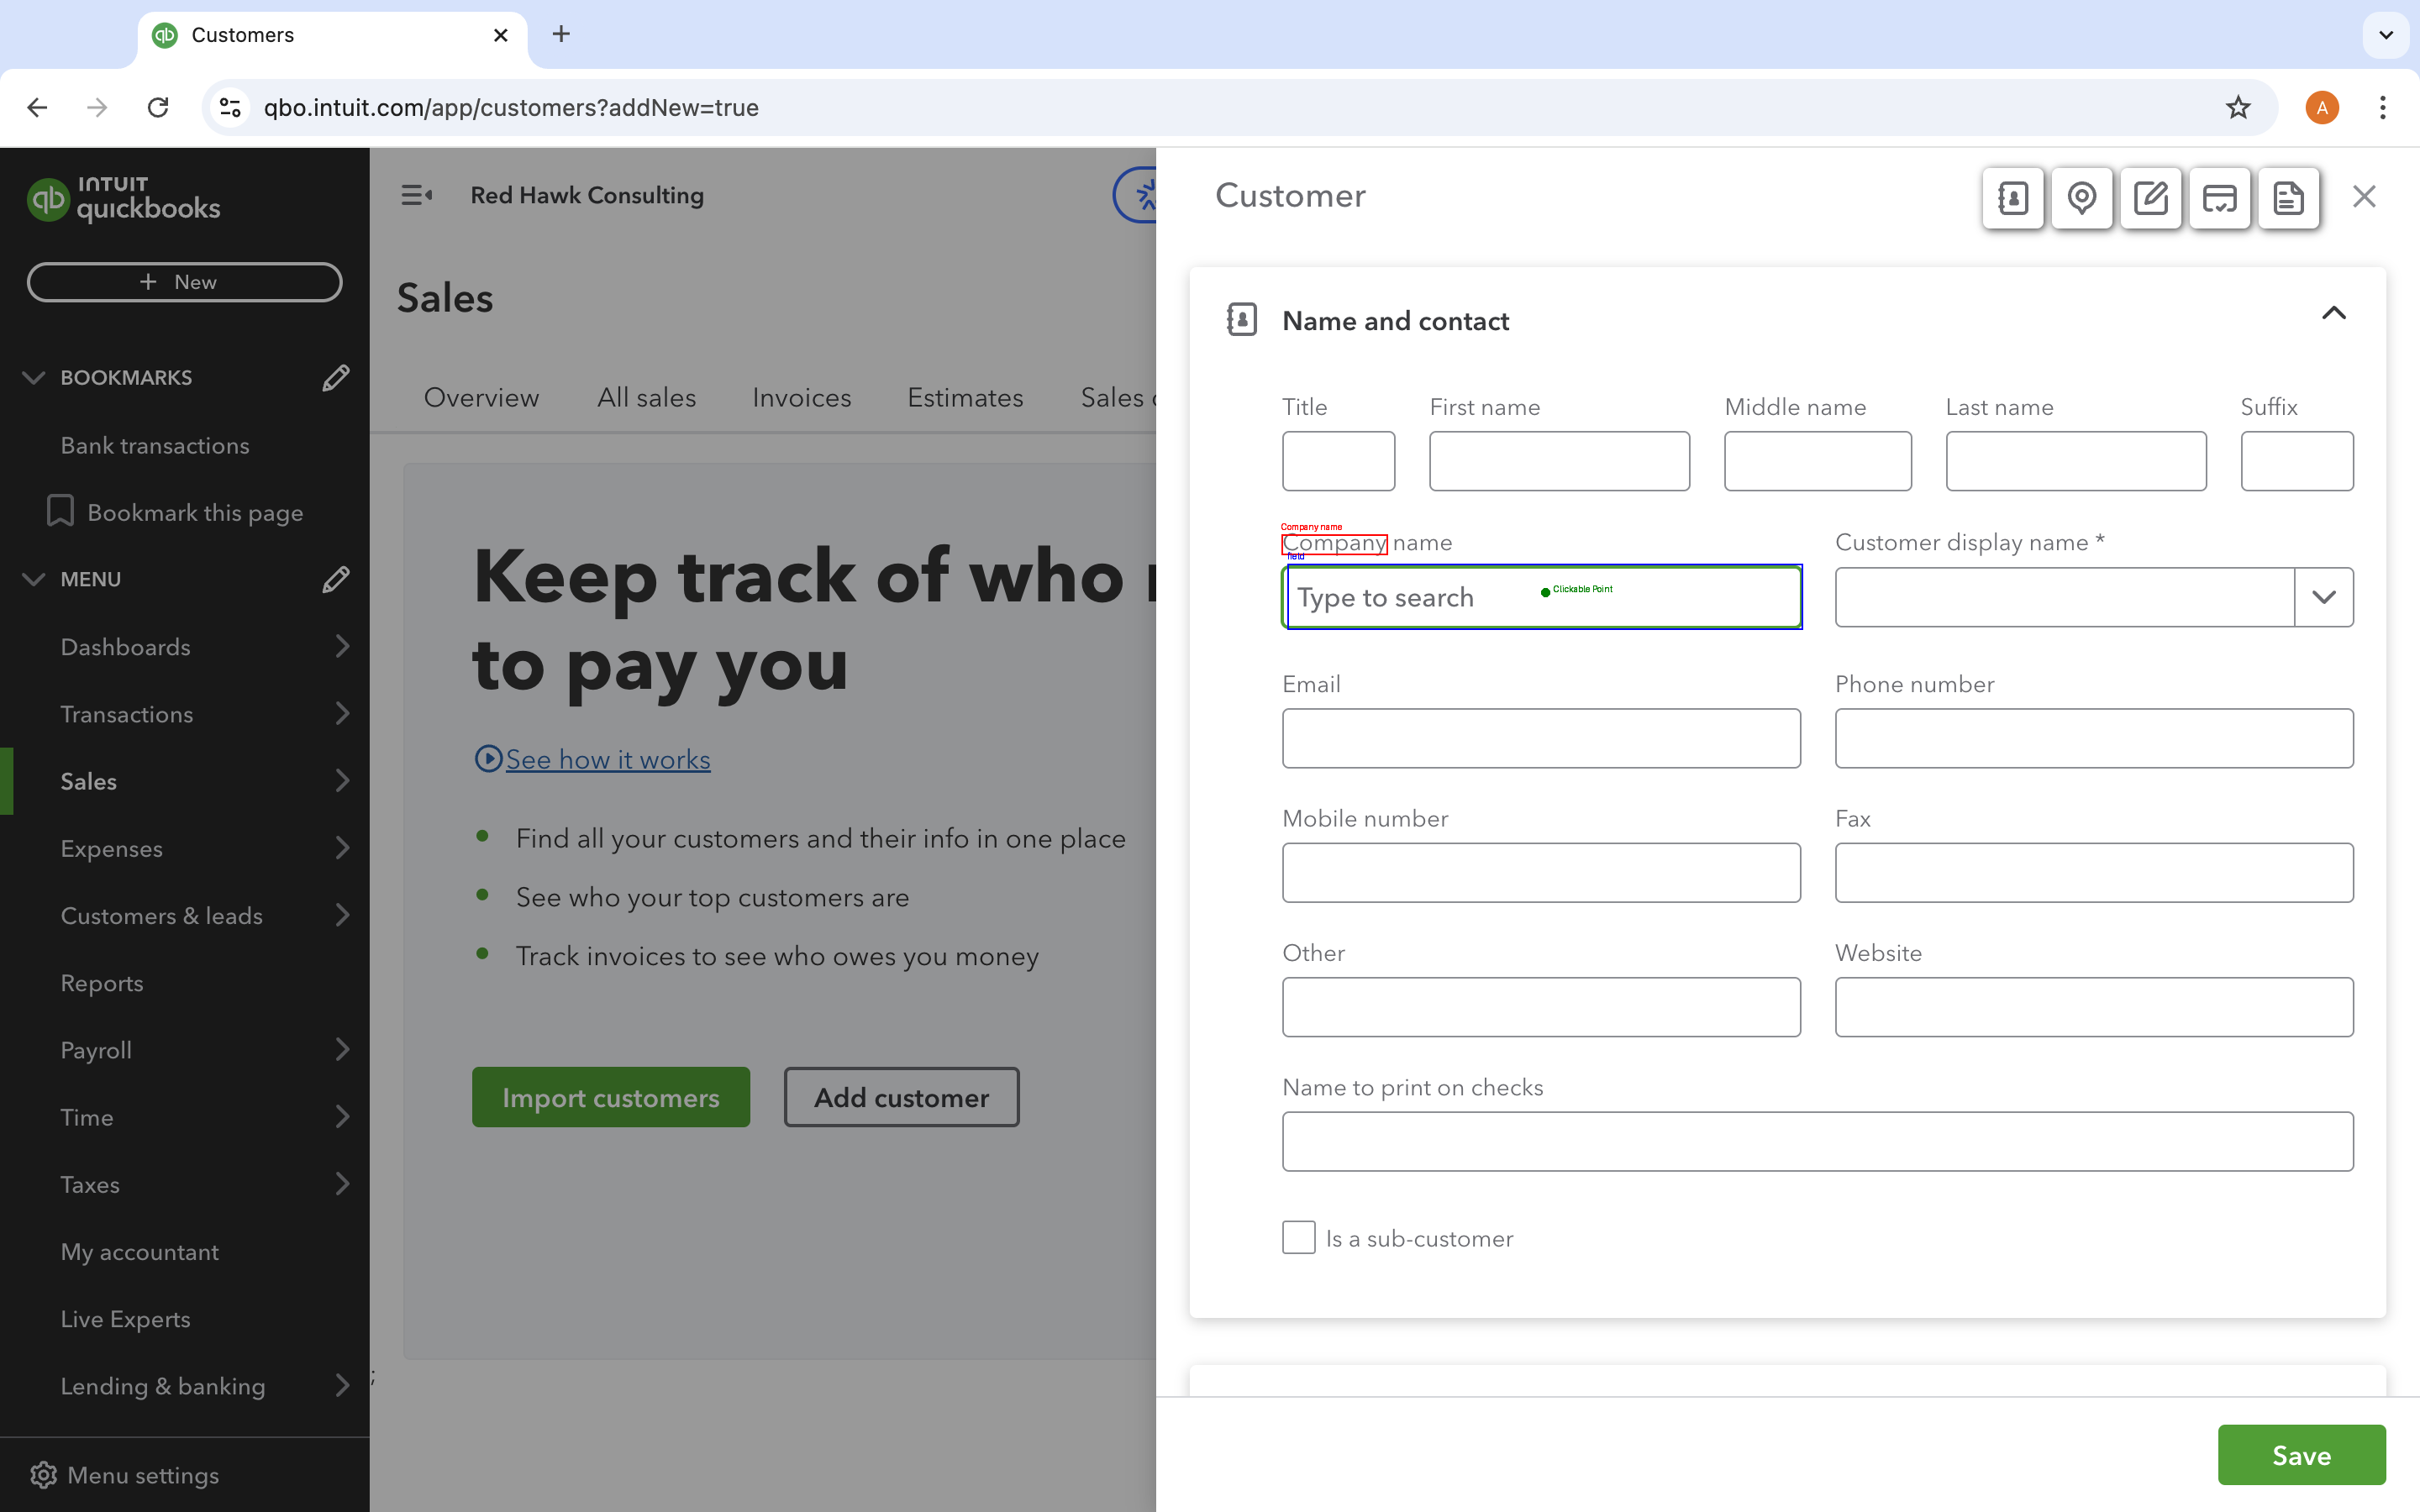 Customers
qbo.intuit.com/app/customers?addNew=true
A
INTUIT
quickbooks
New
BOOKMARKS
Bank transactions
Bookmark this page
MENU
Dashboards
Transactions
Sales
Expenses
Customers & leads
Reports
Payroll
Time
Taxes
My accountant
Live Experts
Lending & banking
Menu settings
Red Hawk Consulting
Sales
Overview All sales Invoices Estimates Sales
Keep track of who
to pay you
See how it works
Find all your customers and their info in one place
See who your top customers are
Track invoices to see who owes you money
Import customers Add customer
;
Customer
Name and contact
Title First name Middle name Last name Suffix
Company name
Company name Customer display name *
field
Type to search
Clickable Point
Email Phone number
Mobile number Fax
Other Website
Name to print on checks
Is a sub-customer
Save